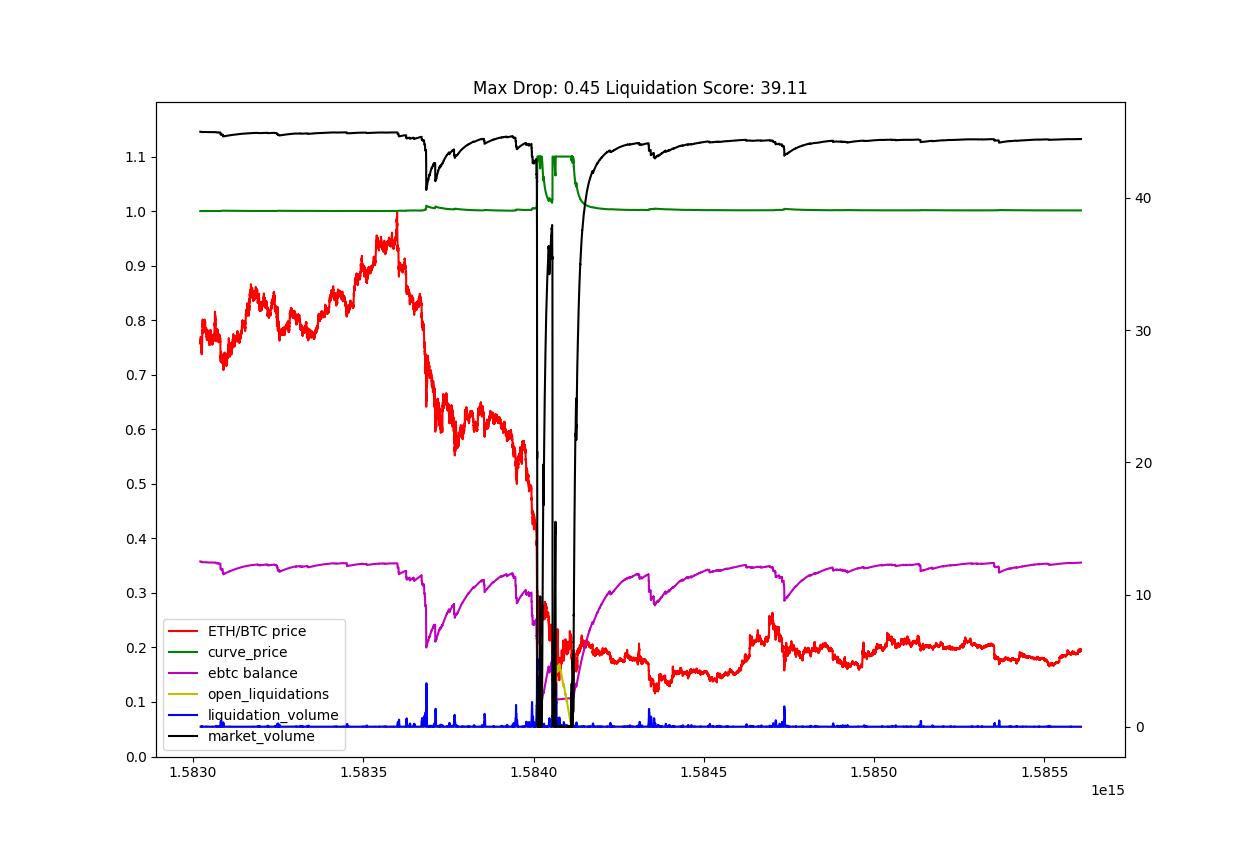 Max Drop: 0.45 Liquidation Score: 39.11
1.1
1.0
0.9
0.8
0.7
0.6
0.5
0.4
0.3
0.2
0.1
0.0
40
30
20
10
0
ETH/BTC price
curve_price
ebtc balance
open_liquidations
liquidation_volume
market_volume
1.5830
1.5835
1.5840
1.5845
1.5850
1.5855
1e15